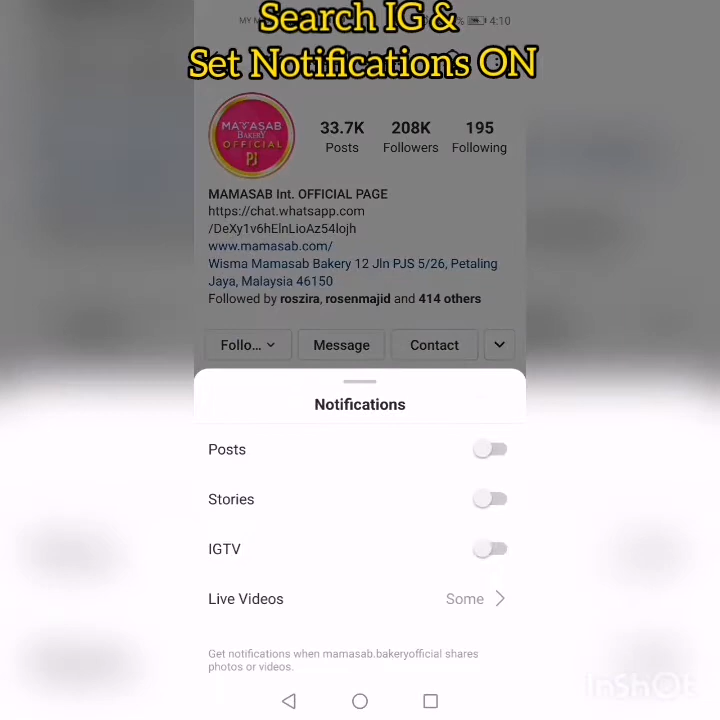 Search IG &
Set Notifications ON
4:10
MAMASAB
BAKERY
OFFICIAL
PJ
33.7K 208K 195
Posts Followers Following
MAMASAB Int. OFFICIAL PAGE
https://chat.whatsapp.com
/DeXy1v6hElnLioAz54lojh
www.mamasab.com/
Wisma Mamasab Bakery 12 Jln PJS 5/26, Petaling
Jaya, Malaysia 46150
Followed by roszira, rosenmajid and 414 others
Follo... Message Contact
Notifications
Posts
Stories
IGTV
Live Videos Some
Get notifications when mamasab.bakeryofficial shares
photos or videos.
InShOt